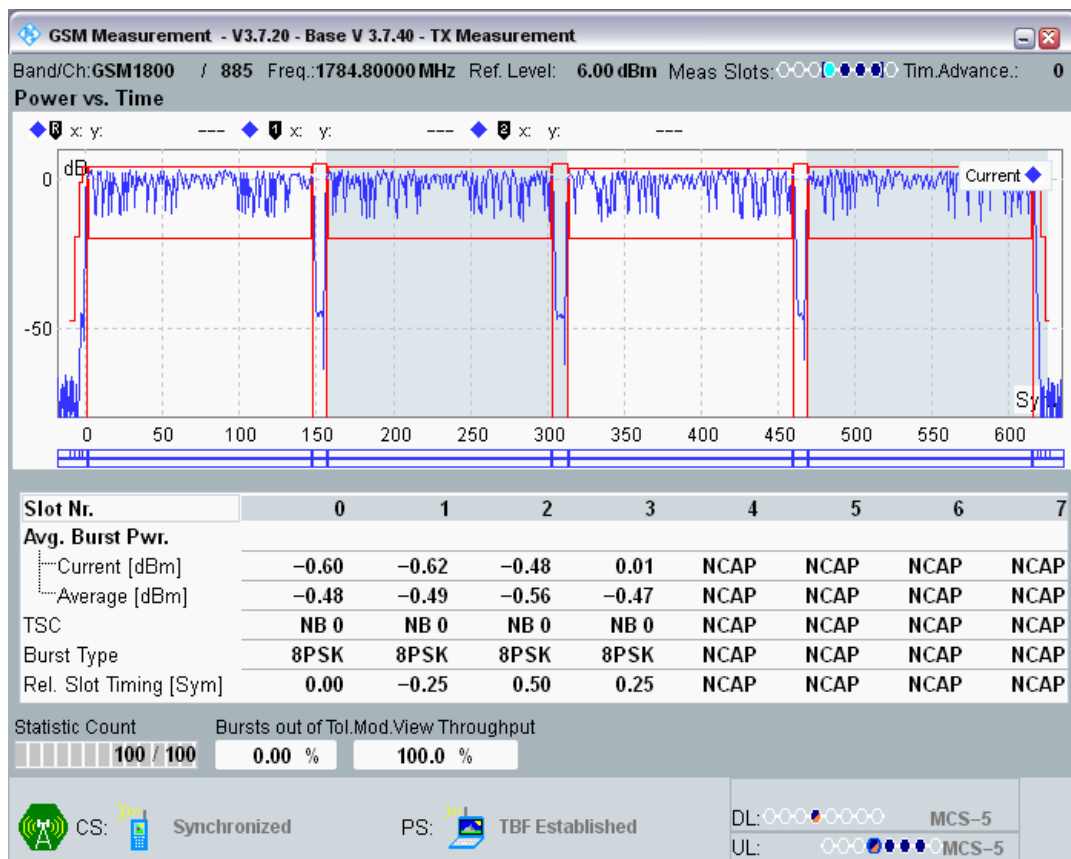 GSM Measurement - V3.7.20 - Base V 3.7.40 - TX Measurement
Band/Ch:GSM1800 / 885 Freq.:1784.80000 MHz Ref. Level: 6.00 dBm Meas Slots: Tim.Advance.: 0
Power vs. Time
R x: y: --- 1 x: y: --- 2 x: y: ---
dB
Current
0
-50
Sy
0 50 100 150 200 250 300 350 400 450 500 550 600
Slot Nr. 0 1 2 3 4 5 6 7
Avg. Burst Pwr.
Current [dBm] −0.60 −0.62 −0.48 0.01 NCAP NCAP NCAP NCAP
Average [dBm] −0.48 −0.49 −0.56 −0.47 NCAP NCAP NCAP NCAP
TSC NB 0 NB 0 NB 0 NB 0 NCAP NCAP NCAP NCAP
Burst Type 8PSK 8PSK 8PSK 8PSK NCAP NCAP NCAP NCAP
Rel. Slot Timing [Sym] 0.00 −0.25 0.50 0.25 NCAP NCAP NCAP NCAP
Statistic Count Bursts out of Tol. Mod.View Throughput
100 / 100 0.00 % 100.0 %
CS: Synchronized PS: TBF Established
DL: MCS−5
UL: MCS−5